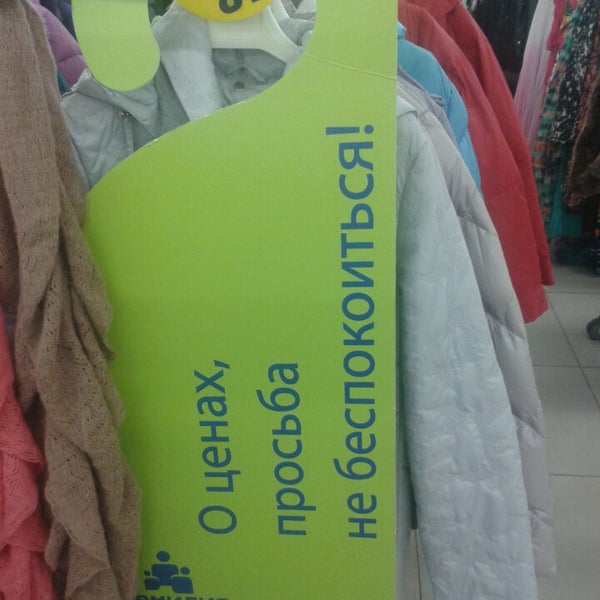 О ценах,
просьба
не беспокоиться!